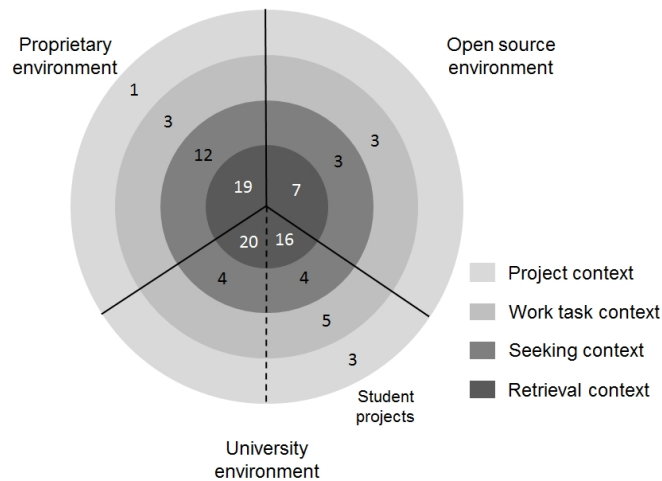 Proprietary
environment
Open source
environment
1
3
3
12
3
19
7
20
16
4
4
5
3
Project context
Work task context
Seeking context
Retrieval context
Student
projects
University
environment